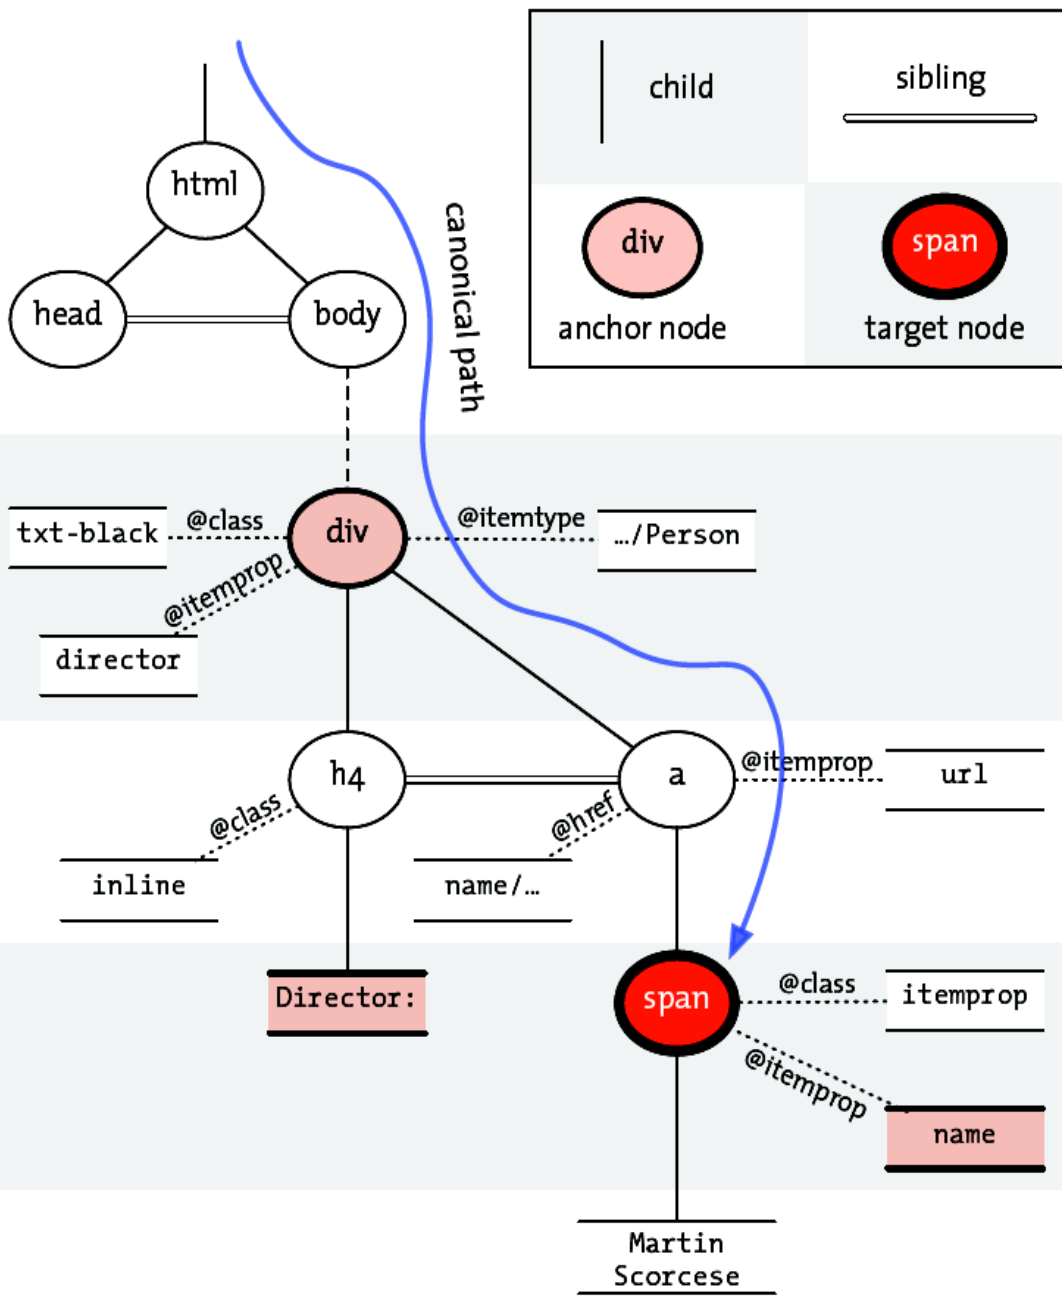 child
sibling
div
span
anchor node
target node
html
head
body
canonical path
txt-black
@class
div
@itemtype
…/Person
@itemprop
director
h4
a
@itemprop
url
@class
@href
inline
name/…
Director:
span
@class
itemprop
@itemprop
name
Martin
Scorcese